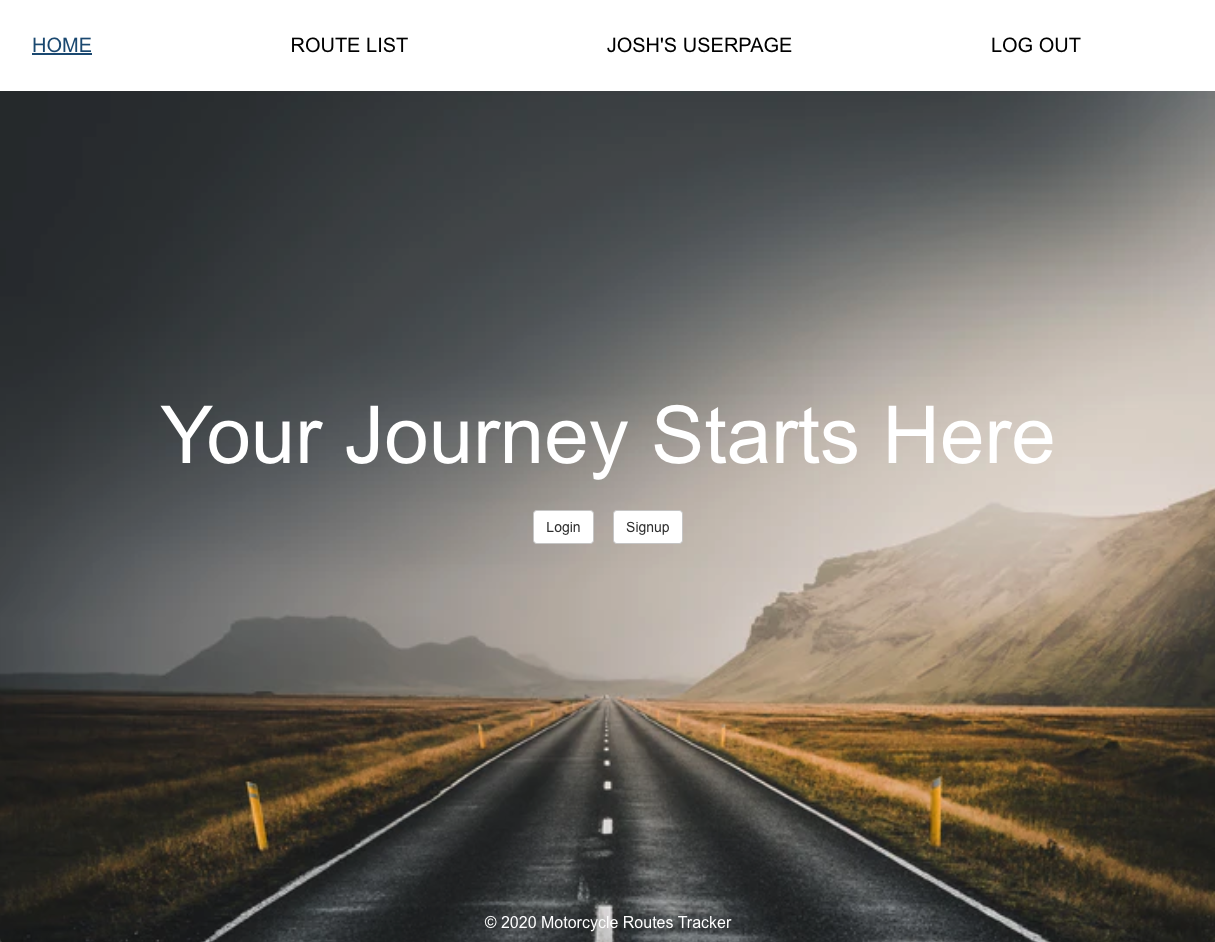 HOME ROUTE LIST JOSH'S USERPAGE LOG OUT
Your Journey Starts Here
Login Signup
© 2020 Motorcycle Routes Tracker